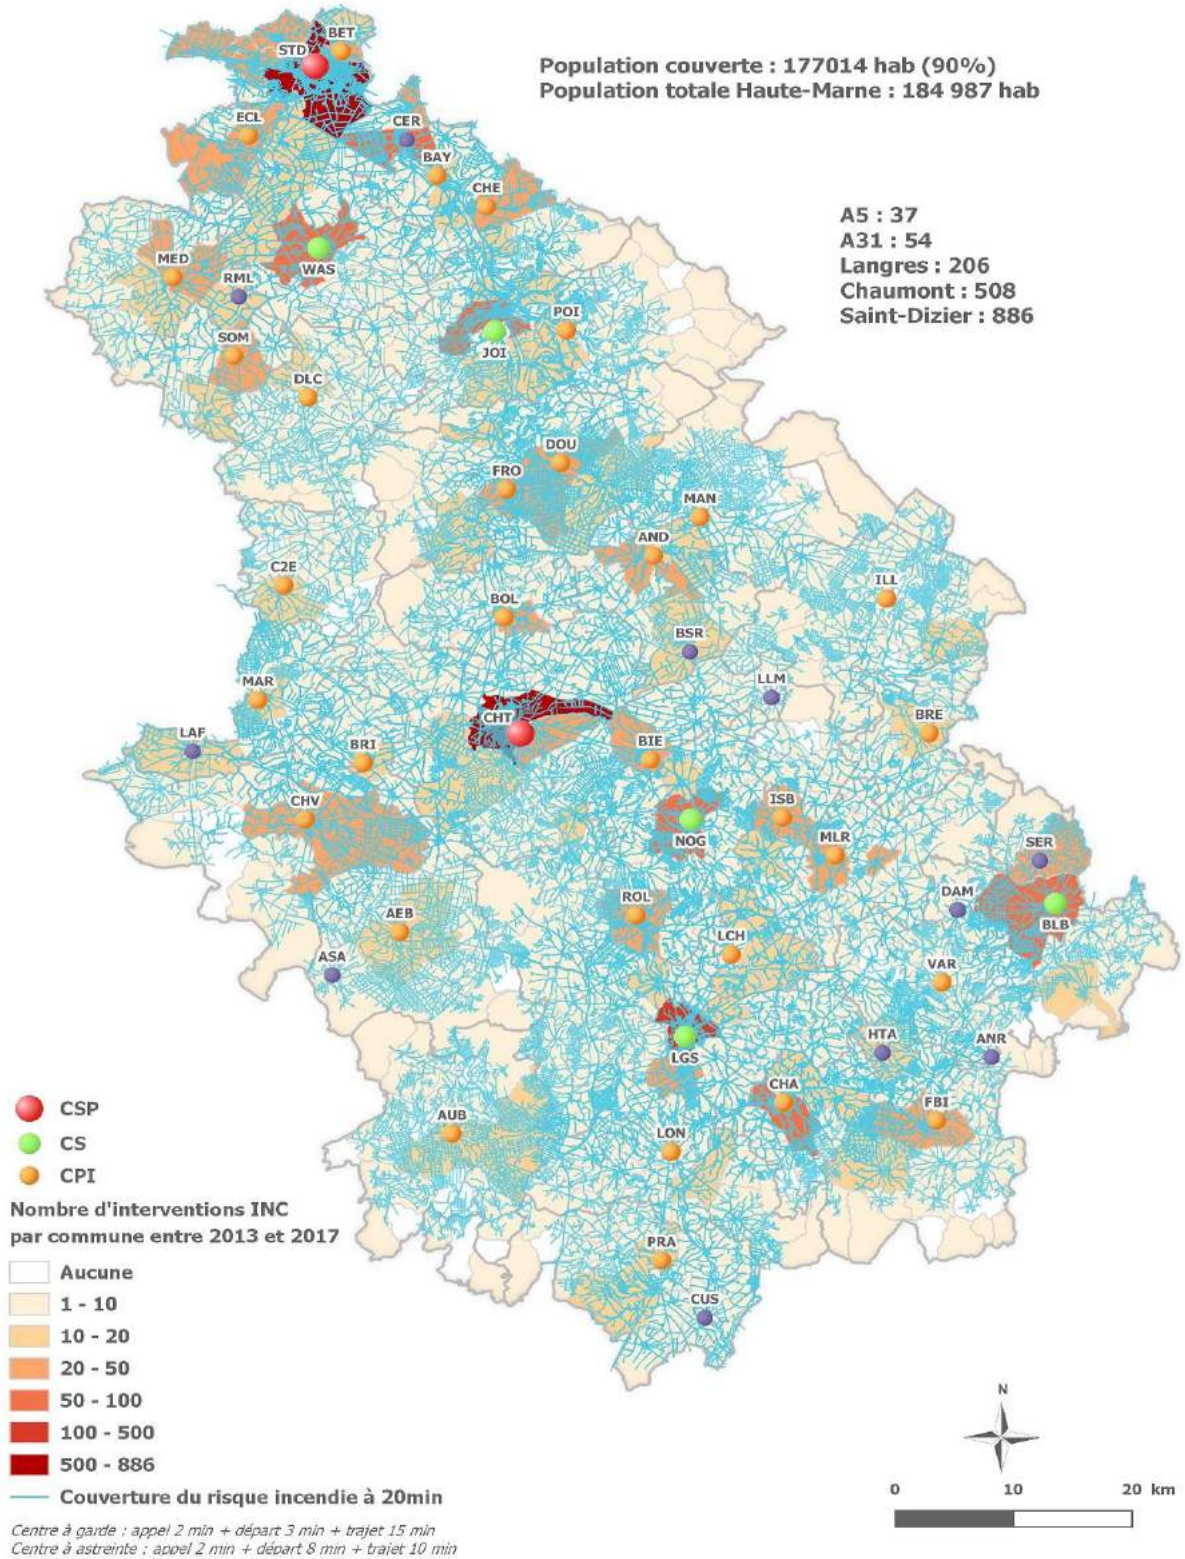 BET
STD
Population couverte : 177014 hab (90%)
Population totale Haute-Marne : 184 987 hab
ECL
CER
BAY
CHE
A5 : 37
A31 : 54
Langres : 206
Chaumont : 508
Saint-Dizier : 886
MED
RML
WAS
SOM
JOI
POI
DLC
DOU
FRO
MAN
AND
C2E
BOL
ILL
BSR
MAR
LLM
LAF
CHT
BRI
BIE
BRE
CHV
NOG
ISB
MLR
SER
DAM
BLB
AEB
ROL
LCH
ASA
VAR
LGS
HTA
ANR
CHA
FBI
AUB
LON
PRA
CUS
CSP
CS
CPI
Nombre d'interventions INC
par commune entre 2013 et 2017
Aucune
1 - 10
10 - 20
20 - 50
50 - 100
100 - 500
500 - 886
Couverture du risque incendie à 20min
Centre à garde : appel 2 min + départ 3 min + trajet 15 min
Centre à astreinte : appel 2 min + départ 8 min + trajet 10 min
N
0 10 20 km